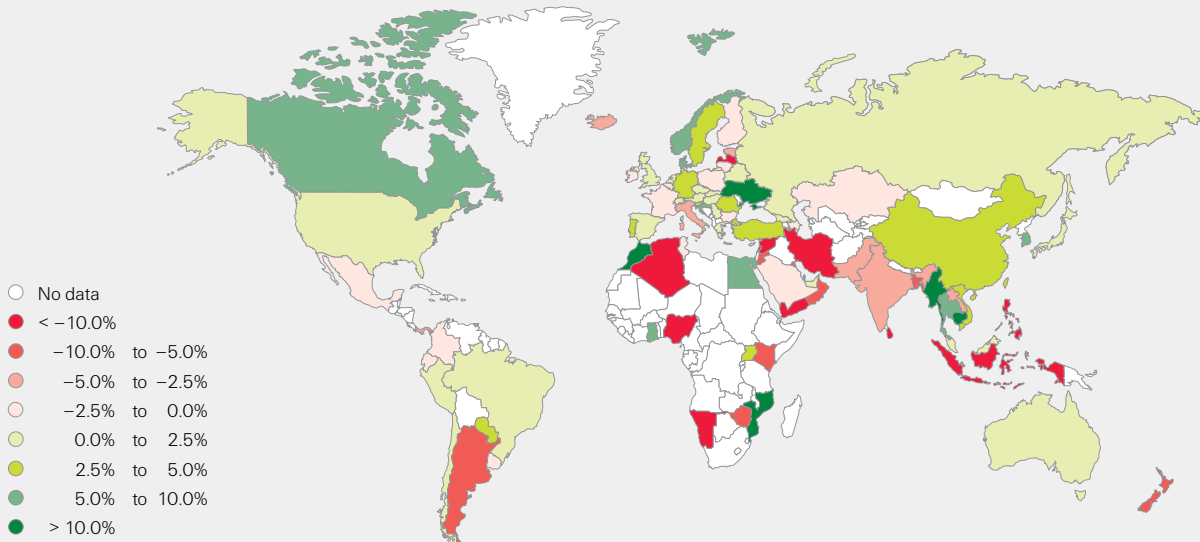 No data
< −10.0%
−10.0% to −5.0%
−5.0% to −2.5%
−2.5% to 0.0%
0.0% to 2.5%
2.5% to 5.0%
5.0% to 10.0%
> 10.0%